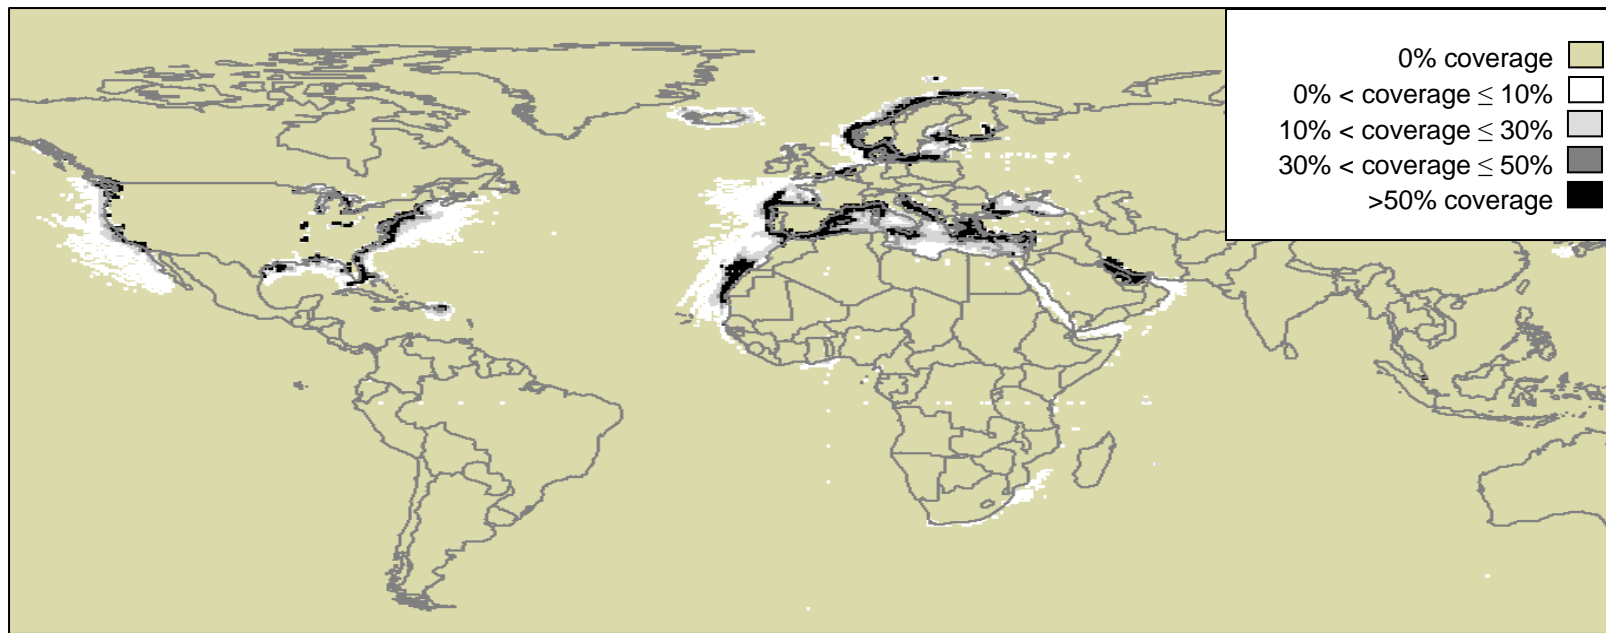 0% coverage
0% < coverage ≤ 10%
10% < coverage ≤ 30%
30% < coverage ≤ 50%
>50% coverage